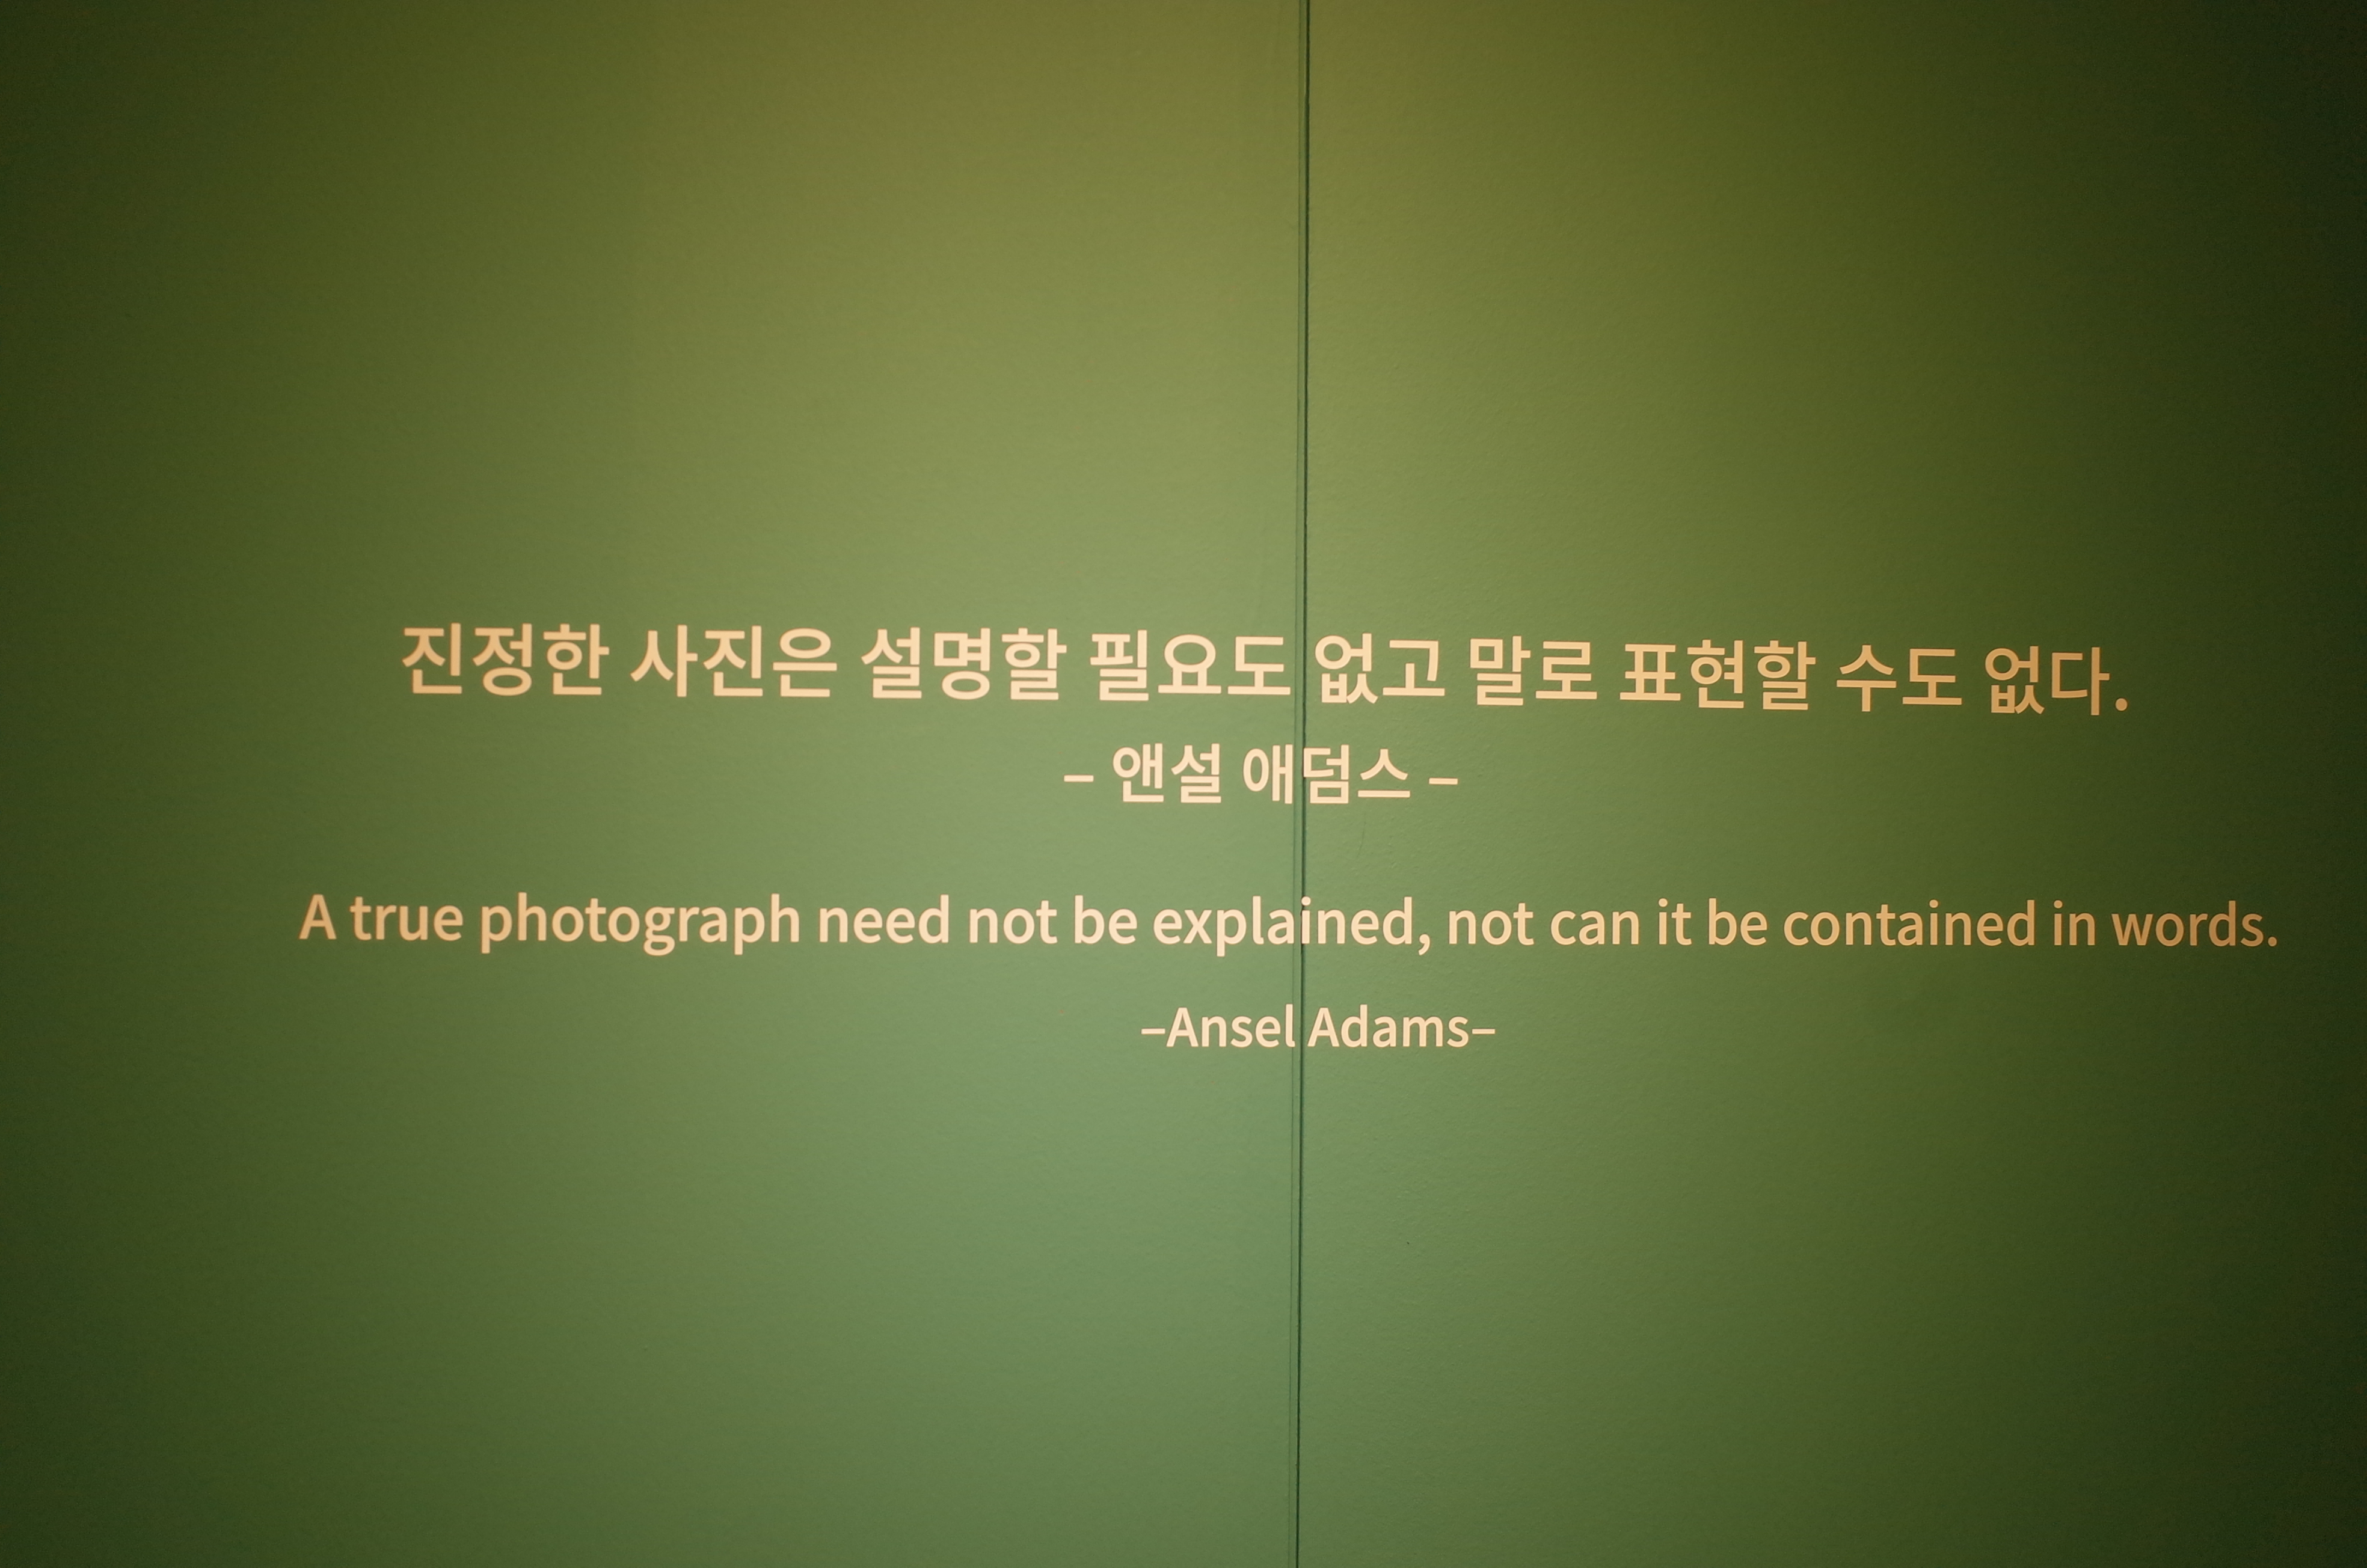 진정한 사진은 설명할 필요도 없고 말로 표현할 수도 없다.
– 앤설 애덤스 –
A true photograph need not be explained, not can it be contained in words.
–Ansel Adams–